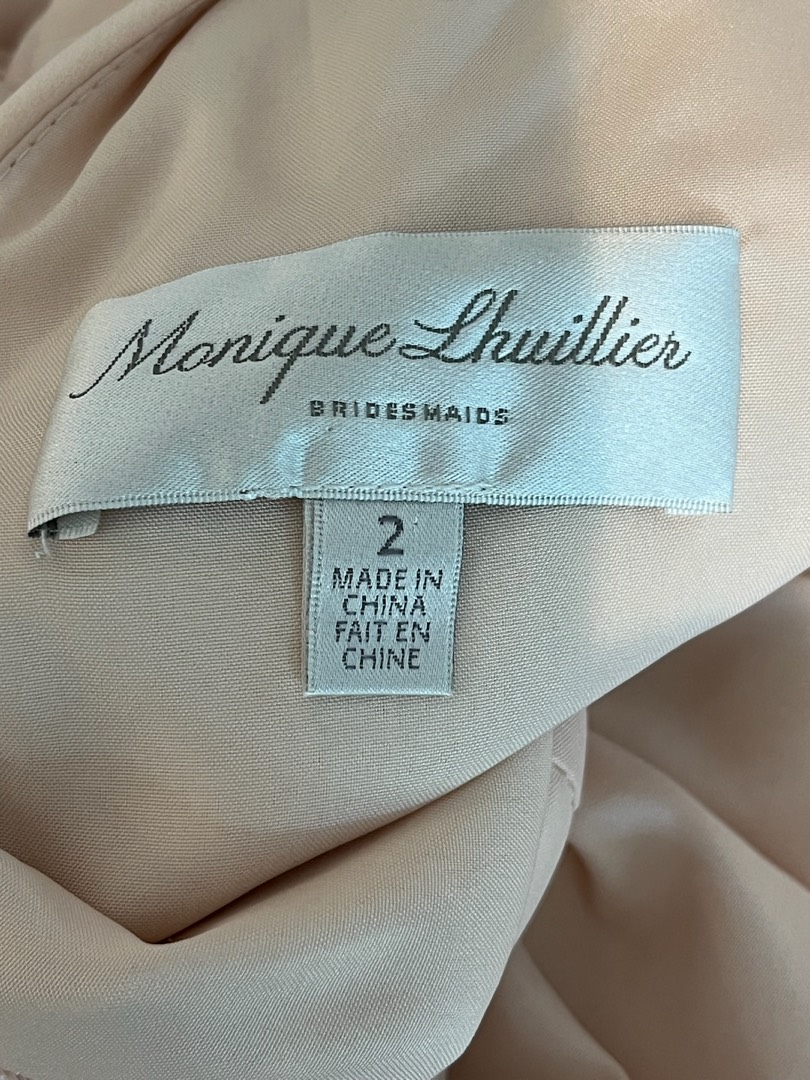 Monique Lhuillier
BRIDESMAIDS
2
MADE IN
CHINA
FAIT EN
CHINE